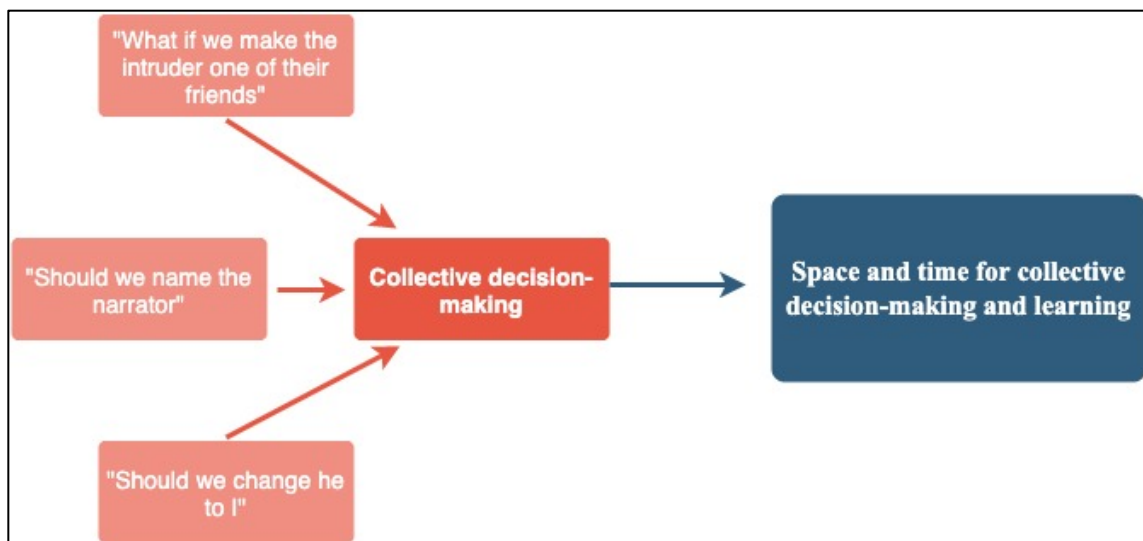 "What if we make the
intruder one of their
friends"
"Should we name the
narrator"
Collective decision-
making
Space and time for collective
decision-making and learning
"Should we change he
to I"